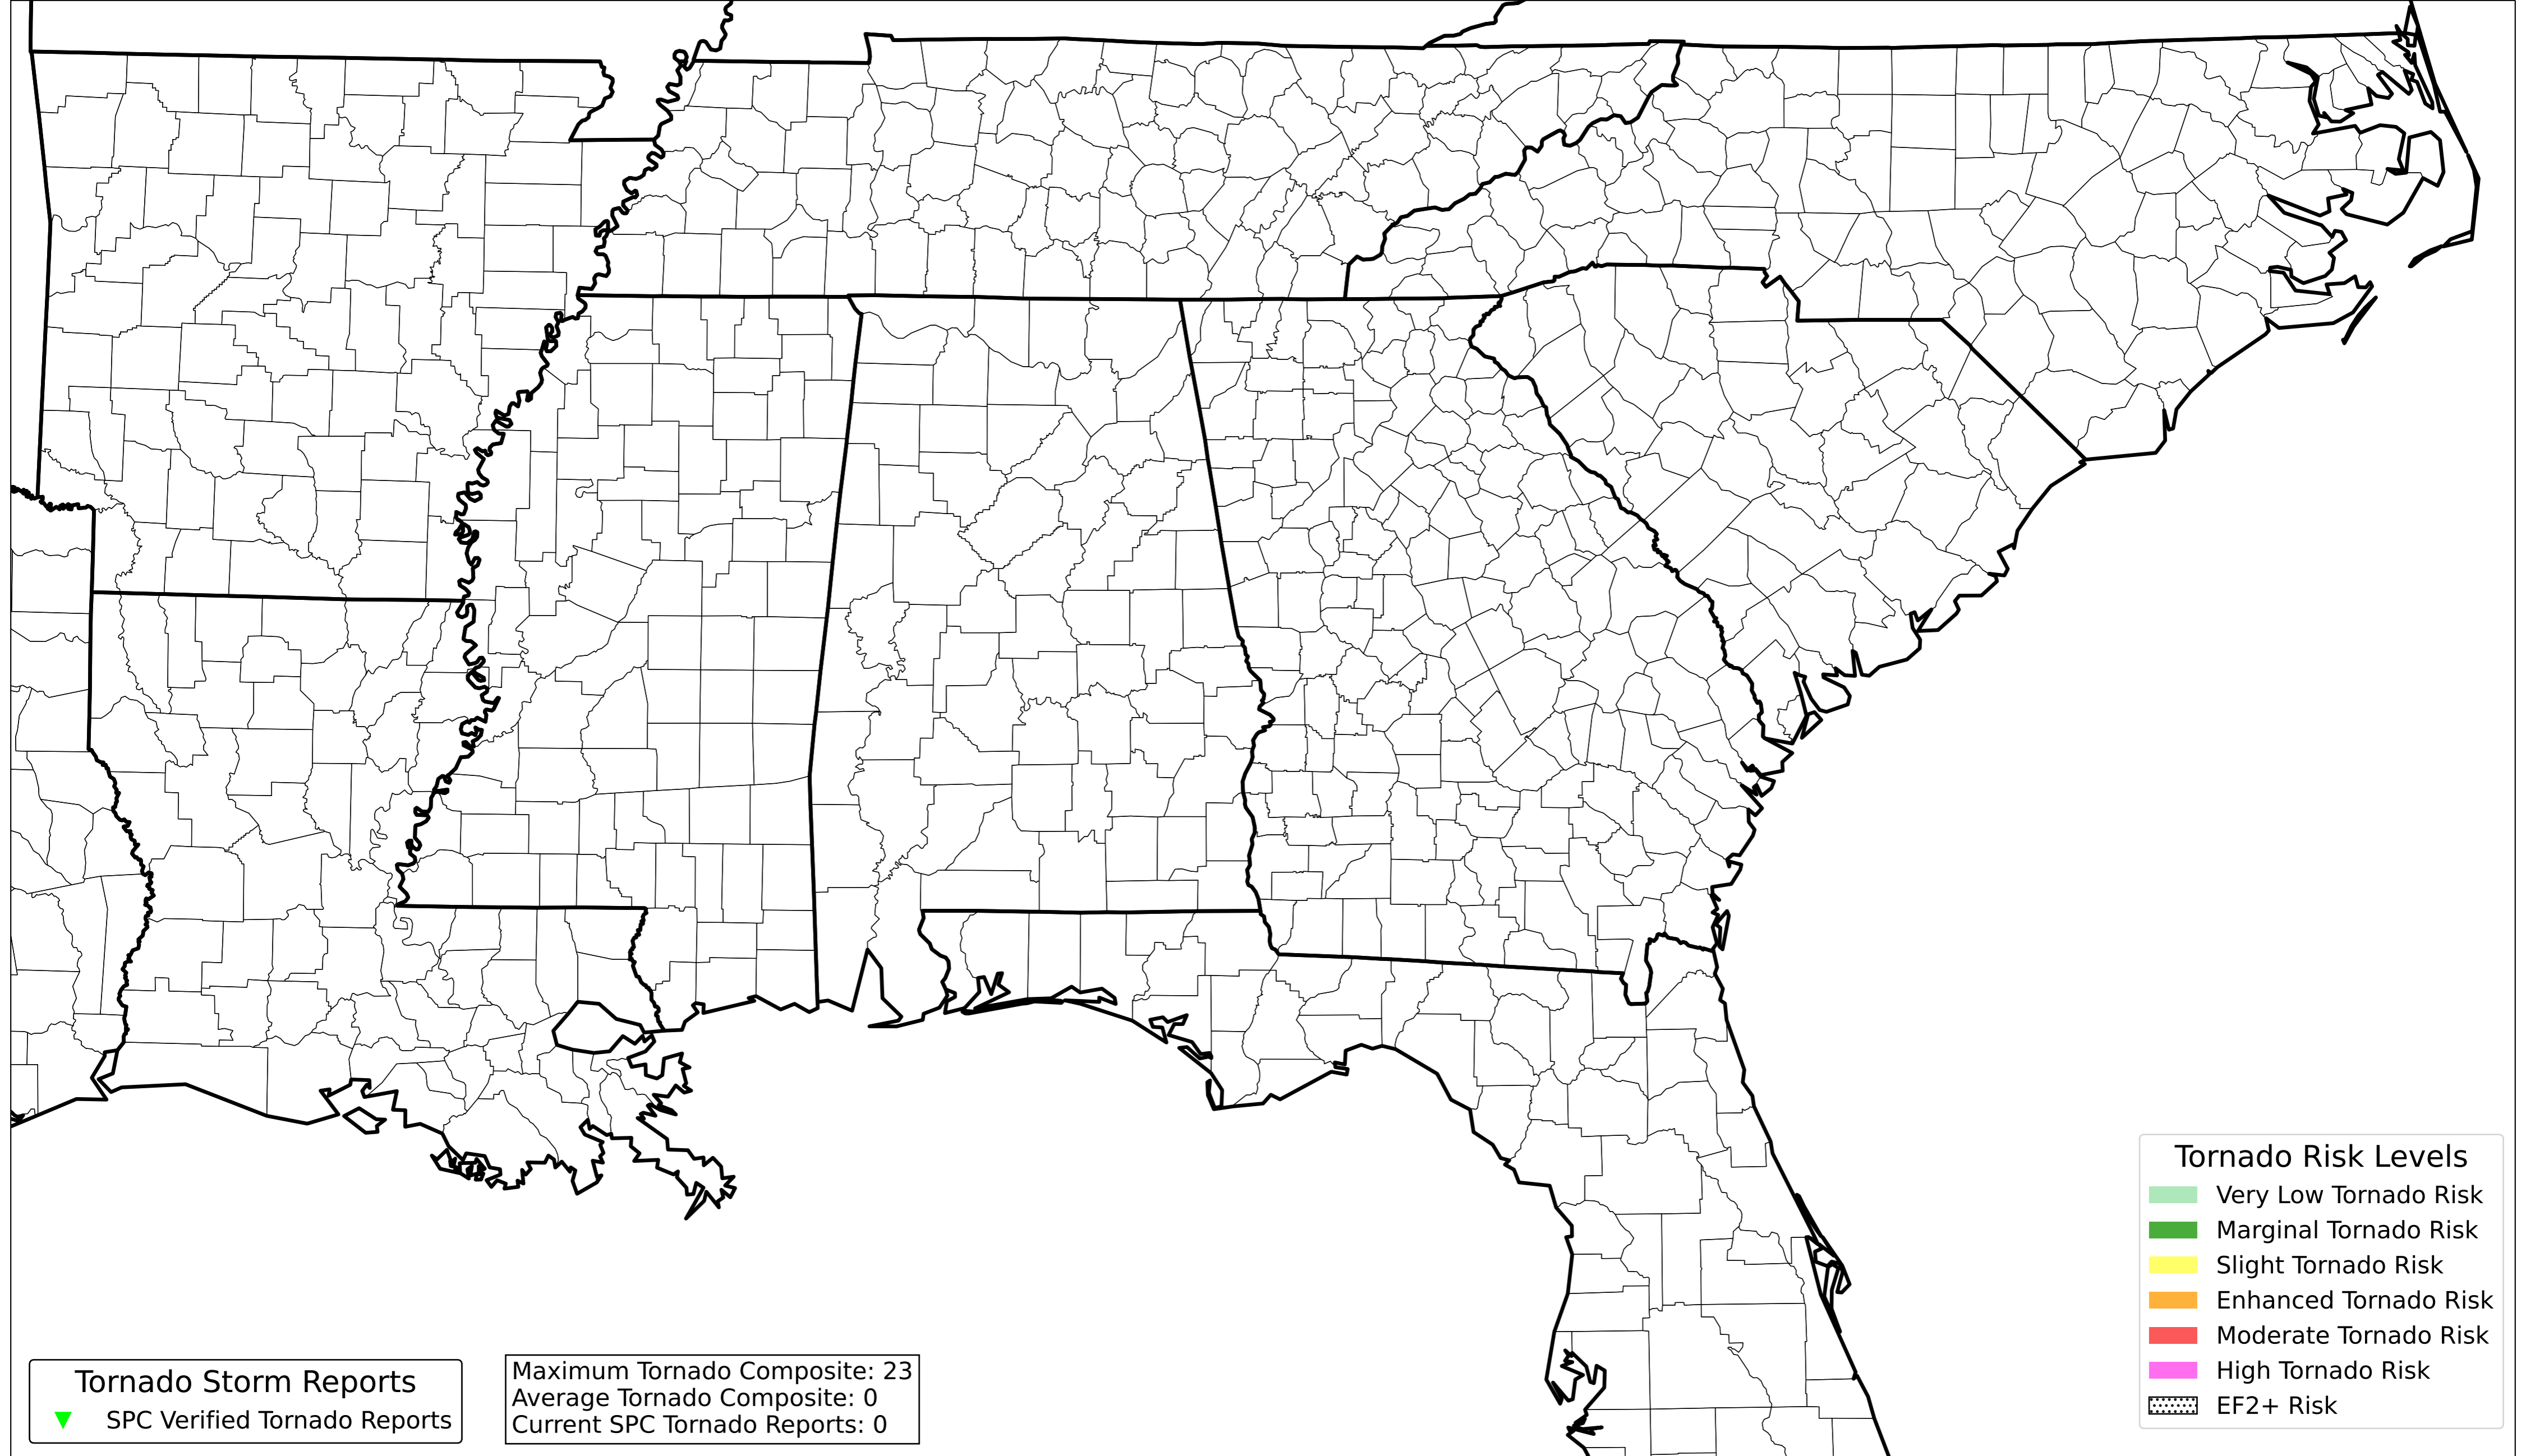 Tornado Risk Levels
Very Low Tornado Risk
Marginal Tornado Risk
Slight Tornado Risk
Enhanced Tornado Risk
Moderate Tornado Risk
High Tornado Risk
EF2+ Risk
Tornado Storm Reports
SPC Verified Tornado Reports
Maximum Tornado Composite: 23
Average Tornado Composite: 0
Current SPC Tornado Reports: 0